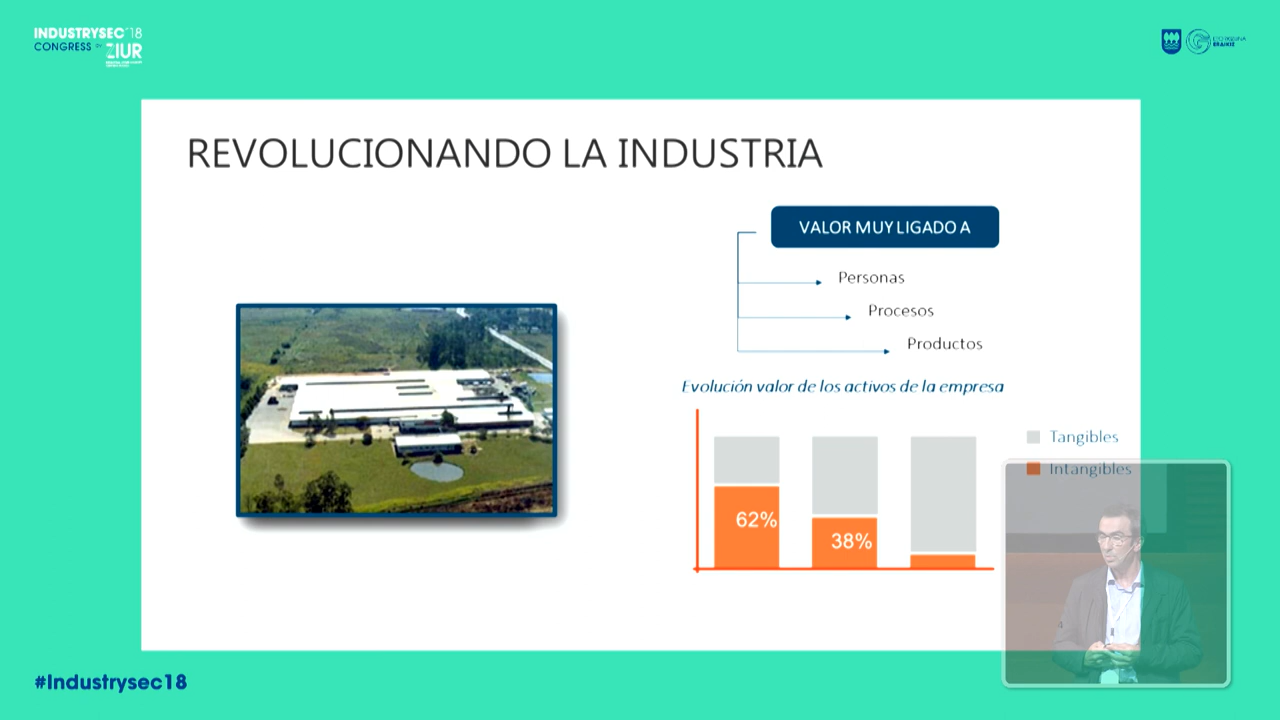 INDUSTRYSEC´18
CONGRESS BY ZIUR
REVOLUCIONANDO LA INDUSTRIA
VALOR MUY LIGADO A
Personas
Procesos
Productos
Evolución valor de los activos de la empresa
Tangibles
Intangibles
62%
38%
#Industrysec18